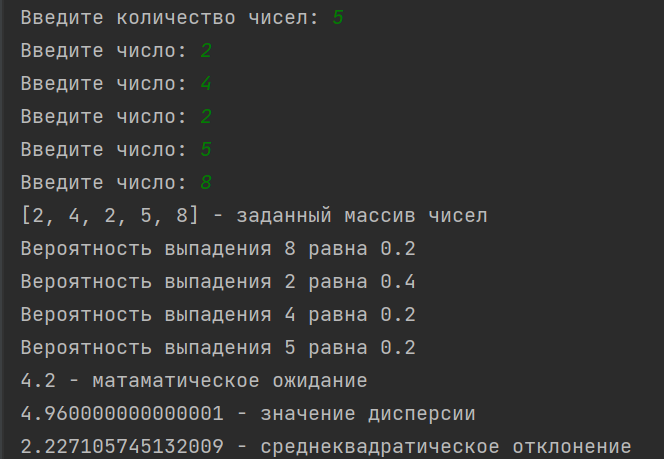 Введите количество чисел: 5
Введите число: 2
Введите число: 4
Введите число: 2
Введите число: 5
Введите число: 8
[2, 4, 2, 5, 8] - заданный массив чисел
Вероятность выпадения 8 равна 0.2
Вероятность выпадения 2 равна 0.4
Вероятность выпадения 4 равна 0.2
Вероятность выпадения 5 равна 0.2
4.2 - матаматическое ожидание
4.960000000000001 - значение дисперсии
2.227105745132009 - среднеквадратическое отклонение